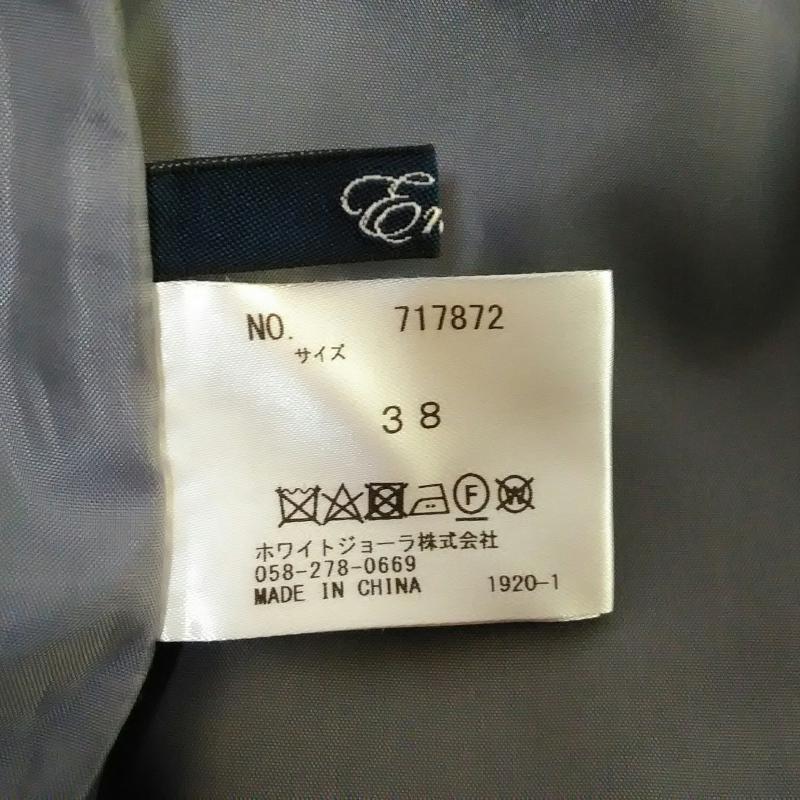 NO. 717872
サイズ
38
F W
ホワイトジョーラ株式会社
058-278-0669
MADE IN CHINA 1920-1